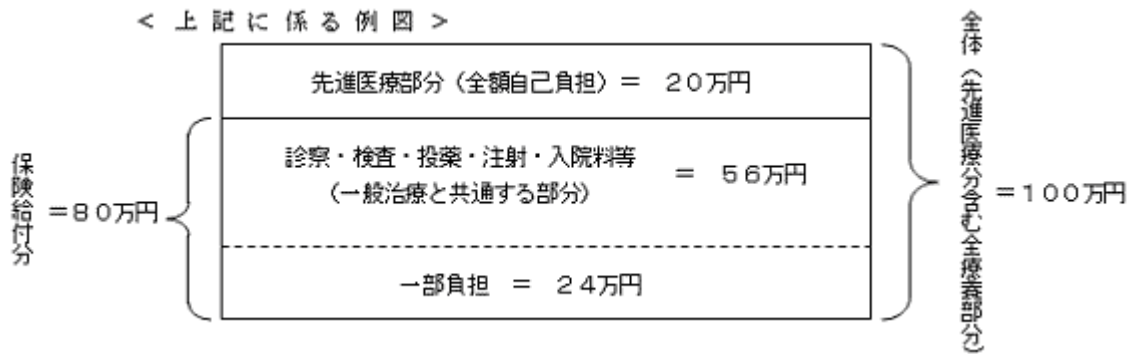 ＜ 上 記 に 係 る 例 図 ＞
先進医療部分（全額自己負担）＝　２０万円
診察・検査・投薬・注射・入院料等
（一般治療と共通する部分）
＝　５６万円
一部負担　＝　２４万円
保険給付分
＝８０万円
全体（先進医療分含む全療養部分）
＝１００万円